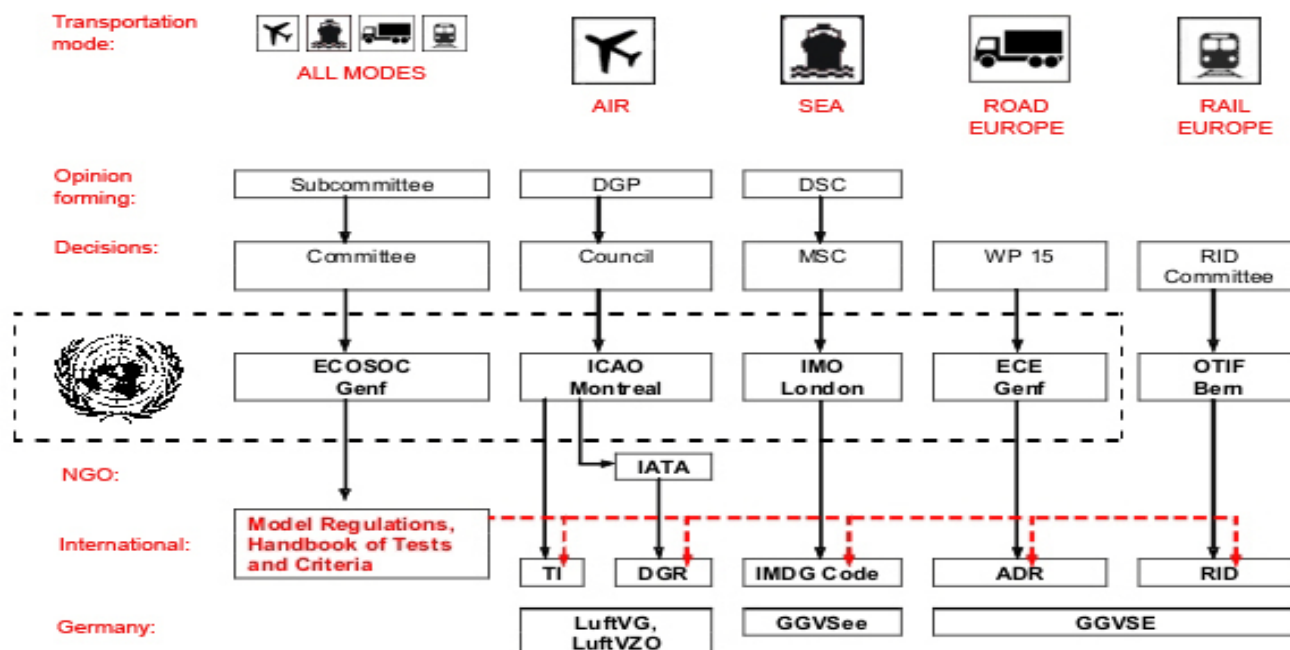 Transportation
mode:
ALL MODES
AIR
SEA
ROAD
EUROPE
RAIL
EUROPE
Opinion
forming:
Subcommittee
DGP
DSC
Decisions:
Committee
Council
MSC
WP 15
RID
Committee
ECOSOC
Genf
ICAO
Montreal
IMO
London
ECE
Genf
OTIF
Bern
NGO:
IATA
International:
Model Regulations,
Handbook of Tests
and Criteria
TI
DGR
IMDG Code
ADR
RID
Germany:
LuftVG,
LuftVZO
GGVSee
GGVSE